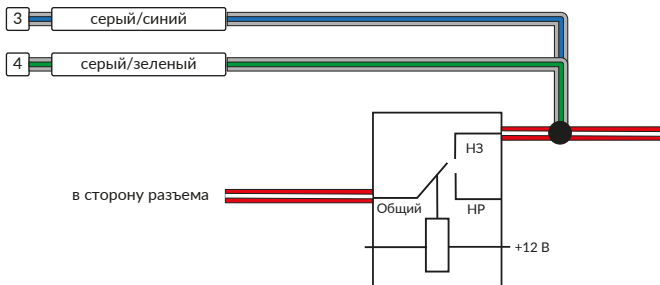 3 серый/синий
4 серый/зеленый
НЗ
в сторону разъема
Общий НР
+12 В